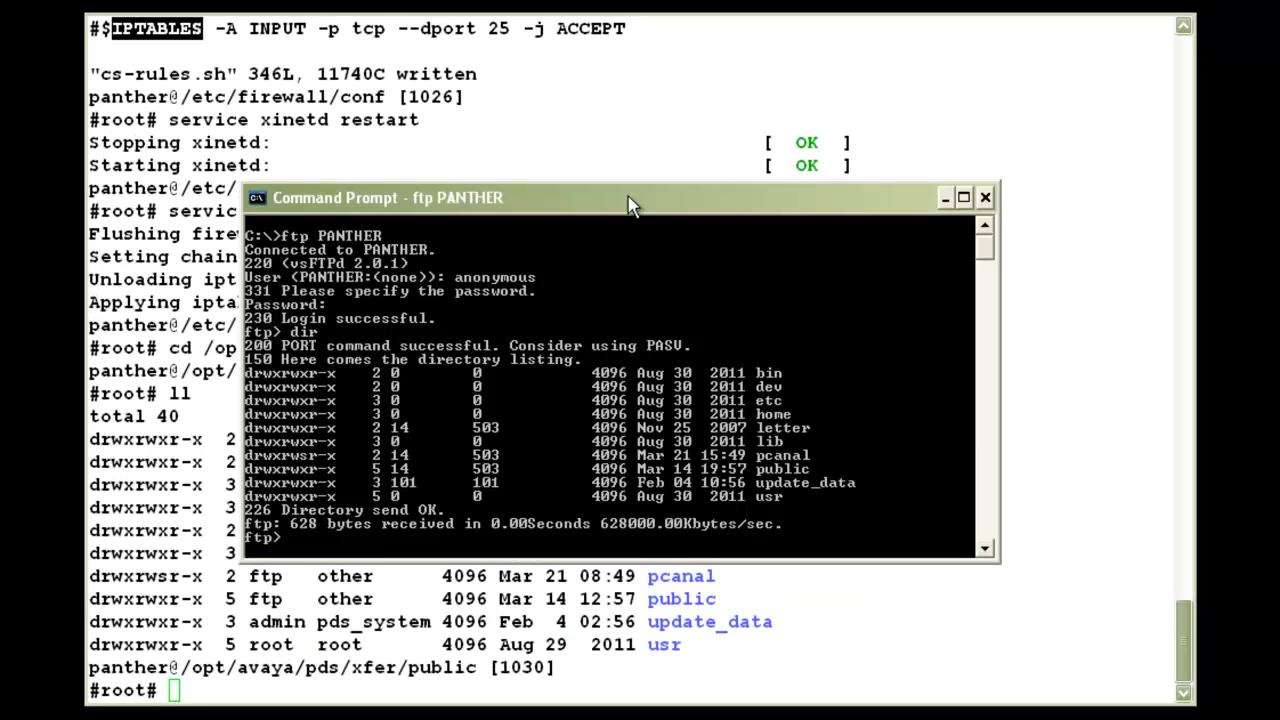 #$IPTABLES -A INPUT -p tcp --dport 25 -j ACCEPT
"cs-rules.sh" 346L, 11740C written
panther@/etc/firewall/conf [1026]
#root# service xinetd restart
Stopping xinetd: [ OK ]
Starting xinetd: [ OK ]
panther@/etc/
#root# servic
Flushing fire
Setting chain
Unloading ipt
Applying ipta
panther@/etc/
#root# cd /op
panther@/opt/
#root# ll
total 40
drwxrwxr-x 2
drwxrwxr-x 2
drwxrwxr-x 3
drwxrwxr-x 3
drwxrwxr-x 2
drwxrwxr-x 3
Command Prompt - ftp PANTHER
C:\>ftp PANTHER
Connected to PANTHER.
220 (vsFTPd 2.0.1)
User (PANTHER:(none)): anonymous
331 Please specify the password.
Password:
230 Login successful.
ftp> dir
200 PORT command successful. Consider using PASV.
150 Here comes the directory listing.
drwxrwxr-x 2 0 0 4096 Aug 30 2011 bin
drwxrwxr-x 2 0 0 4096 Aug 30 2011 dev
drwxrwxr-x 3 0 0 4096 Aug 30 2011 etc
drwxrwxr-x 3 0 0 4096 Aug 30 2011 home
drwxrwxr-x 2 14 503 4096 Nov 25 2007 letter
drwxrwxr-x 3 0 0 4096 Aug 30 2011 lib
drwxrwsr-x 2 14 503 4096 Mar 21 15:49 pcanal
drwxrwxr-x 5 14 503 4096 Mar 14 19:57 public
drwxrwxr-x 3 101 101 4096 Feb 04 10:56 update_data
drwxrwxr-x 5 0 0 4096 Aug 30 2011 usr
226 Directory send OK.
ftp: 628 bytes received in 0.00Seconds 628000.00Kbytes/sec.
ftp>
drwxrwsr-x 2 ftp other 4096 Mar 21 08:49 pcanal
drwxrwxr-x 5 ftp other 4096 Mar 14 12:57 public
drwxrwxr-x 3 admin pds_system 4096 Feb 4 02:56 update_data
drwxrwxr-x 5 root root 4096 Aug 29 2011 usr
panther@/opt/avaya/pds/xfer/public [1030]
#root#